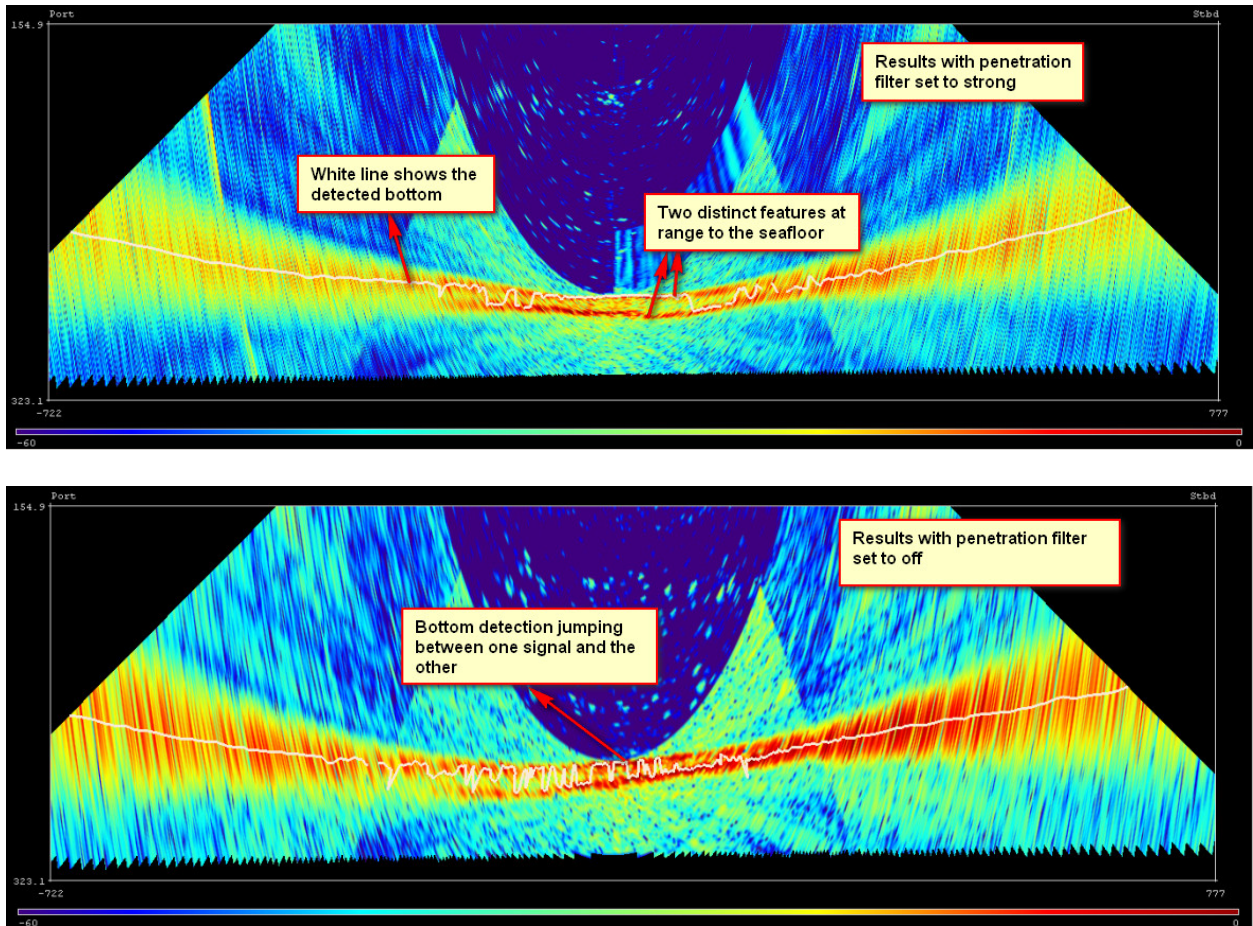 Port
Stbd
154.9
Results with penetration
filter set to strong
White line shows the
detected bottom
Two distinct features at
range to the seafloor
323.1
-722
777
-60
0
Port
Stbd
154.9
Results with penetration filter
set to off
Bottom detection jumping
between one signal and the
other
323.1
-722
777
-60
0